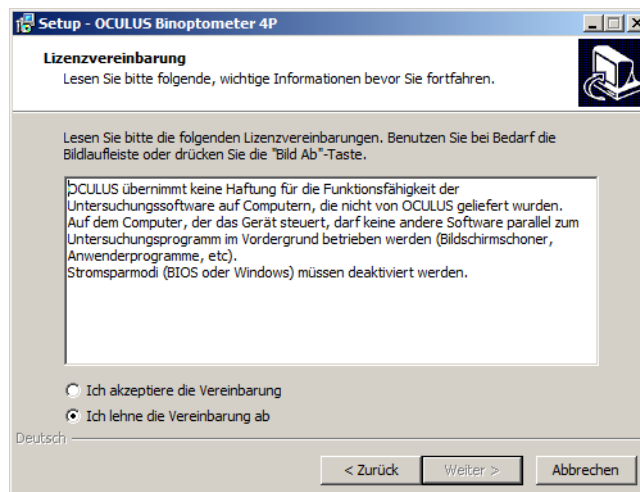 Setup - OCULUS Binoptometer 4P
Lizenzvereinbarung
Lesen Sie bitte folgende, wichtige Informationen bevor Sie fortfahren.
Lesen Sie bitte die folgenden Lizenzvereinbarungen. Benutzen Sie bei Bedarf die
Bildlaufleiste oder drücken Sie die "Bild Ab"-Taste.
OCULUS übernimmt keine Haftung für die Funktionsfähigkeit der
Untersuchungssoftware auf Computern, die nicht von OCULUS geliefert wurden.
Auf dem Computer, der das Gerät steuert, darf keine andere Software parallel zum
Untersuchungsprogramm im Vordergrund betrieben werden (Bildschirmschoner,
Anwenderprogramme, etc).
Stromsparmodi (BIOS oder Windows) müssen deaktiviert werden.
Ich akzeptiere die Vereinbarung
Ich lehne die Vereinbarung ab
Deutsch
< Zurück Weiter > Abbrechen